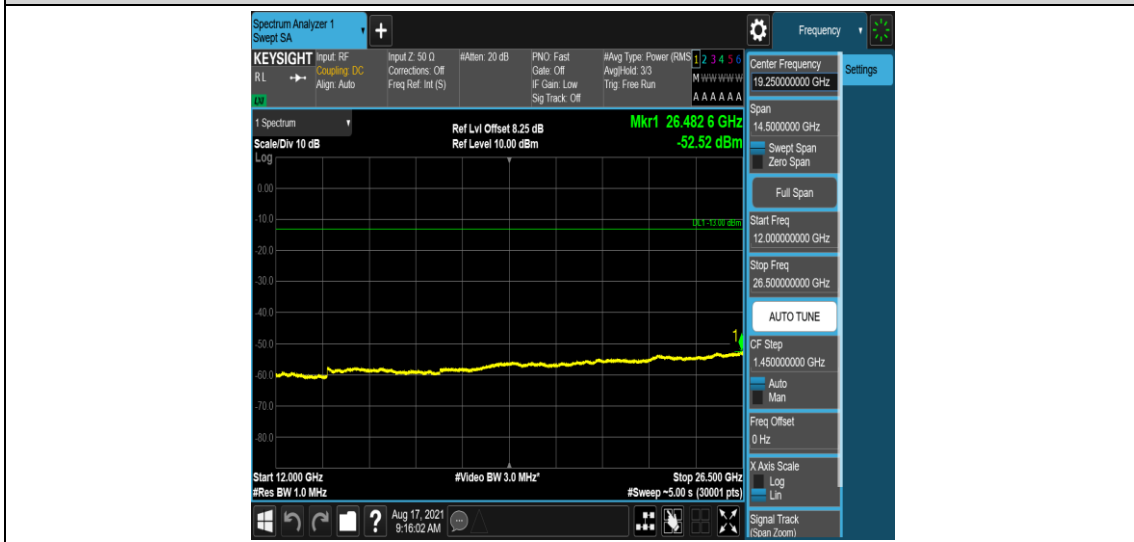 Spectrum Analyzer 1
Swept SA
+
Frequency
KEYSIGHT
RL
LXI
Input: RF
Coupling: DC
Align: Auto
Input Z: 50 Ω
Corrections: Off
Freq Ref: Int (S)
#Atten: 20 dB
PNO: Fast
Gate: Off
IF Gain: Low
Sig Track: Off
#Avg Type: Power (RMS
Avg|Hold: 3/3
Trig: Free Run
1 2 3 4 5 6
M W W W W W
A A A A A A
1 Spectrum
Scale/Div 10 dB
Ref Lvl Offset 8.25 dB
Ref Level 10.00 dBm
Mkr1 26.482 6 GHz
-52.52 dBm
Log
0.00
-10.0
DL1 -13.00 dBm
-20.0
-30.0
-40.0
1
-50.0
-60.0
-70.0
-80.0
Start 12.000 GHz
#Res BW 1.0 MHz
#Video BW 3.0 MHz*
Stop 26.500 GHz
#Sweep ~5.00 s (30001 pts)
Aug 17, 2021
9:16:02 AM
?
Center Frequency
19.250000000 GHz
Settings
Span
14.5000000 GHz
Swept Span
Zero Span
Full Span
Start Freq
12.000000000 GHz
Stop Freq
26.500000000 GHz
AUTO TUNE
CF Step
1.450000000 GHz
Auto
Man
Freq Offset
0 Hz
X Axis Scale
Log
Lin
Signal Track
(Span Zoom)